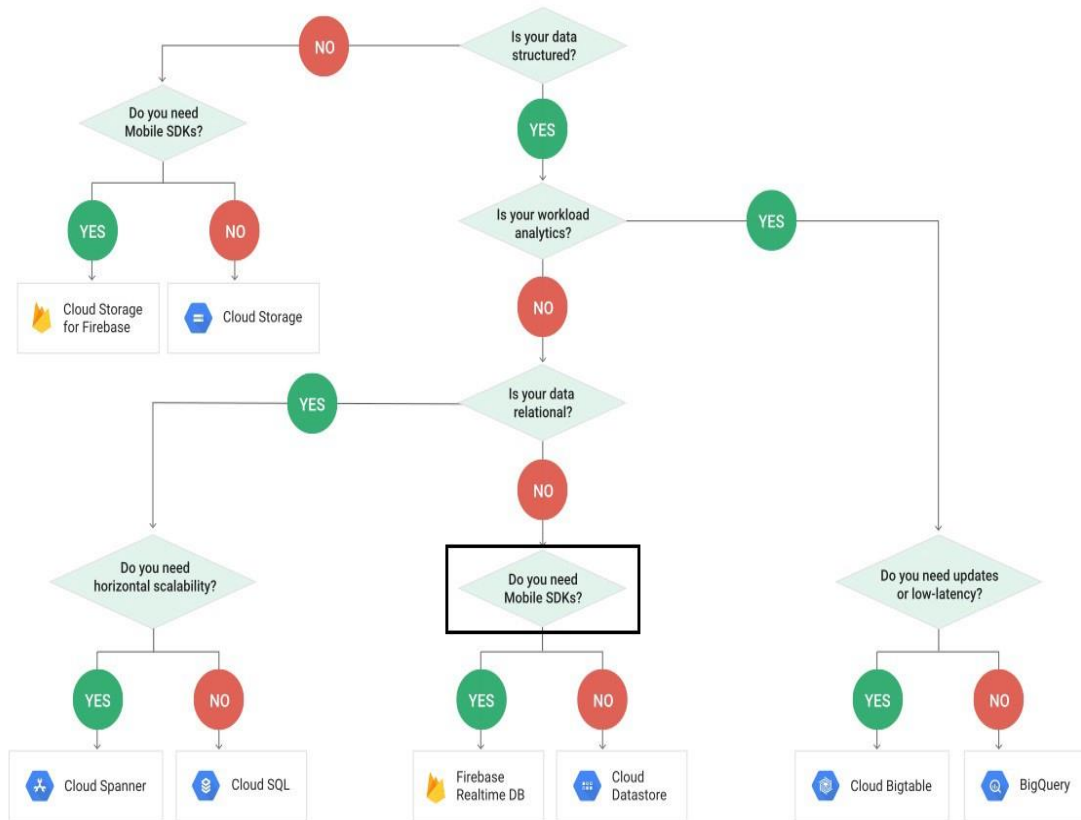 Is your data
structured?
NO
Do you need
Mobile SDKs?
YES
YES
NO
Is your workload
analytics?
YES
Cloud Storage
for Firebase
Cloud Storage
NO
Is your data
relational?
YES
NO
Do you need
horizontal scalability?
Do you need
Mobile SDKs?
Do you need updates
or low-latency?
YES
NO
YES
NO
YES
NO
Cloud Spanner
Cloud SQL
Firebase
Realtime DB
Cloud
Datastore
Cloud Bigtable
BigQuery